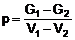 p = G₁ - G₂ / V₁ - V₂